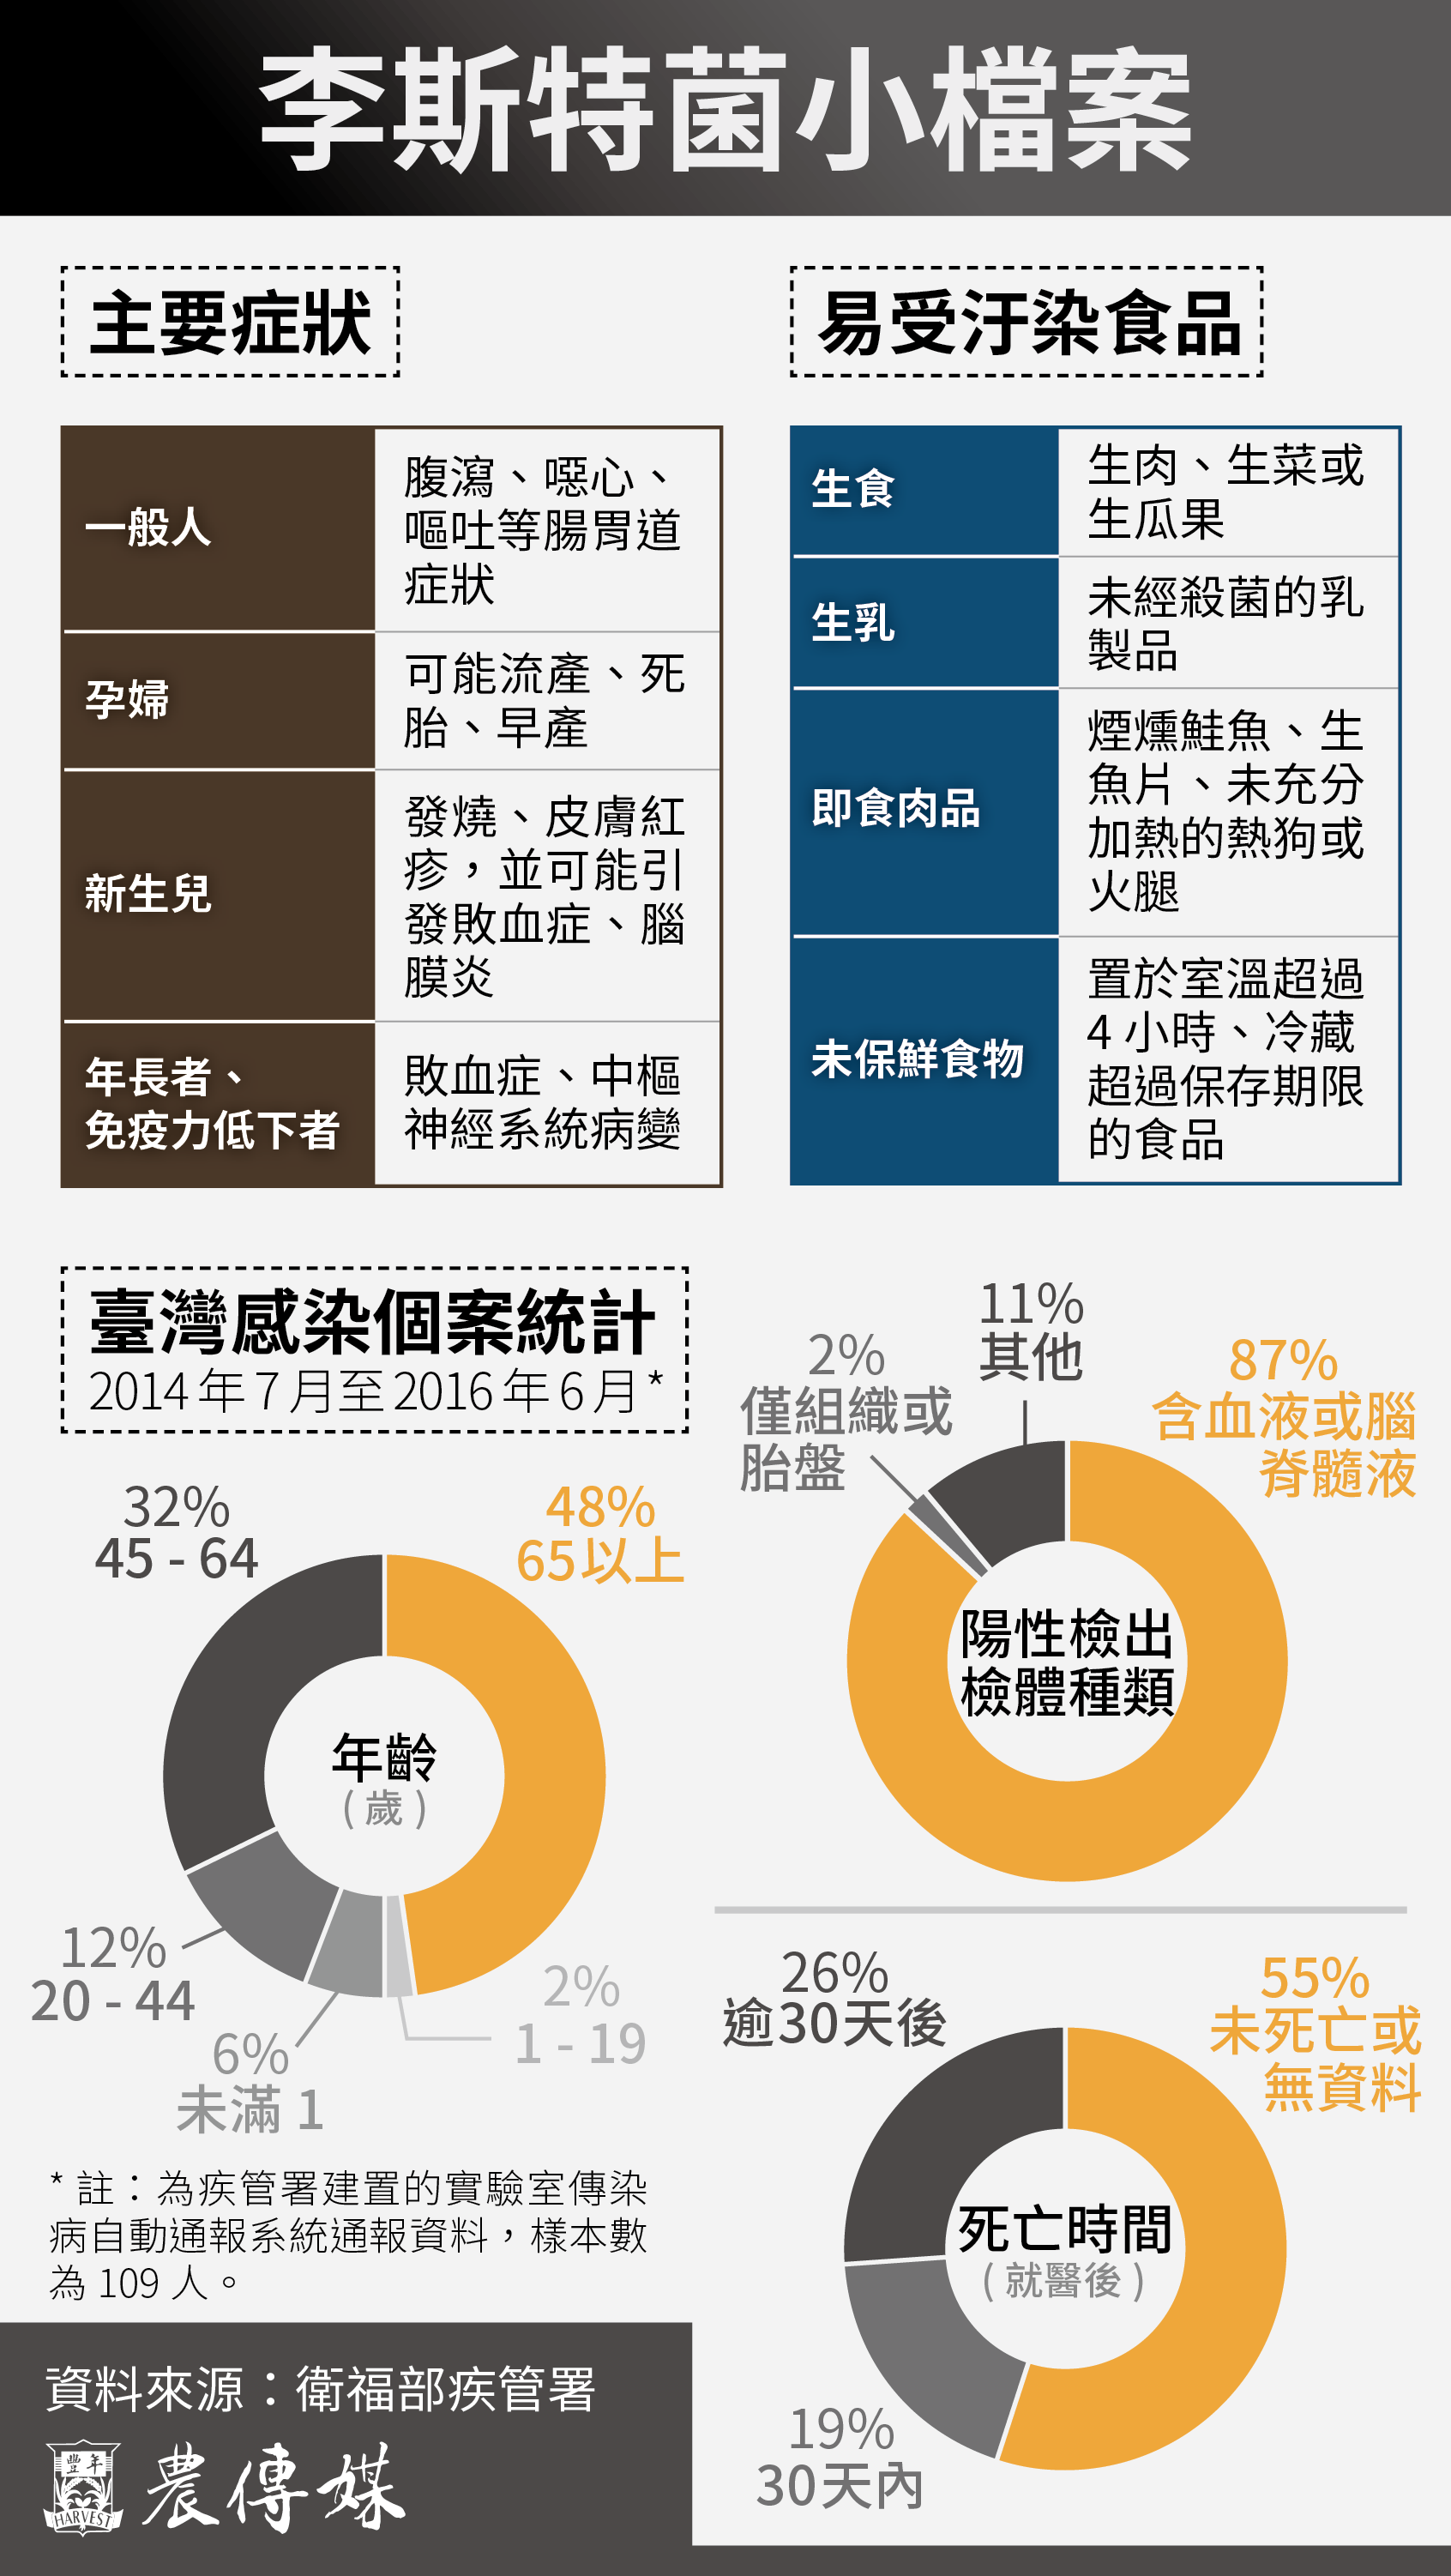 李斯特菌小檔案
主要症狀
一般人
腹瀉、噁心、
嘔吐等腸胃道
症狀
孕婦
可能流產、死
胎、早產
新生兒
發燒、皮膚紅
疹，並可能引
發敗血症、腦
膜炎
年長者、
免疫力低下者
敗血症、中樞
神經系統病變
易受汙染食品
生食
生肉、生菜或
生瓜果
生乳
未經殺菌的乳
製品
即食肉品
煙燻鮭魚、生
魚片、未充分
加熱的熱狗或
火腿
未保鮮食物
置於室溫超過
4 小時、冷藏
超過保存期限
的食品
臺灣感染個案統計
2014 年 7 月至 2016 年 6 月 *
32%
45 - 64
48%
65以上
年齡
( 歲 )
12%
20 - 44
6%
未滿 1
2%
1 - 19
11%
其他
2%
僅組織或
胎盤
87%
含血液或腦
脊髓液
陽性檢出
檢體種類
26%
逾30天後
55%
未死亡或
無資料
死亡時間
( 就醫後 )
19%
30天內
* 註：為疾管署建置的實驗室傳染
病自動通報系統通報資料，樣本數
為 109 人。
資料來源：衛福部疾管署
豐年
HARVEST
農傳媒